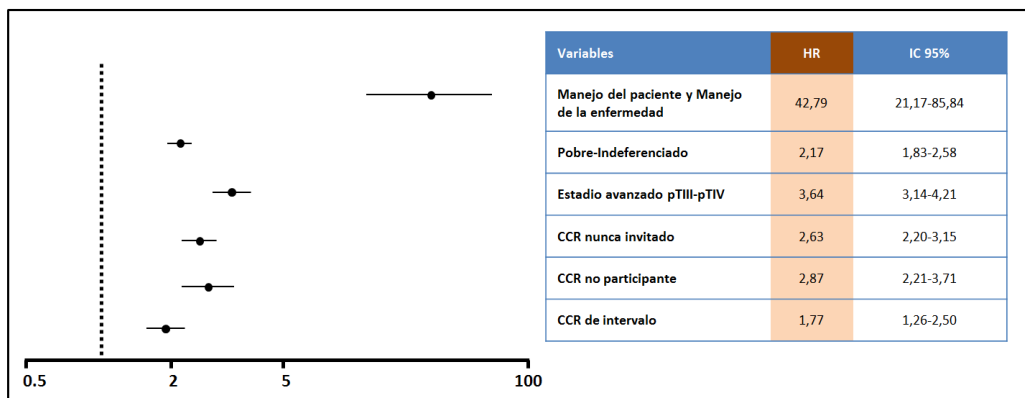 Variables HR IC 95%
Manejo del paciente y Manejo
de la enfermedad 42,79 21,17-85,84
Pobre-Indeferenciado 2,17 1,83-2,58
Estadio avanzado pTIII-pTIV 3,64 3,14-4,21
CCR nunca invitado 2,63 2,20-3,15
CCR no participante 2,87 2,21-3,71
CCR de intervalo 1,77 1,26-2,50
0.5 2 5 100